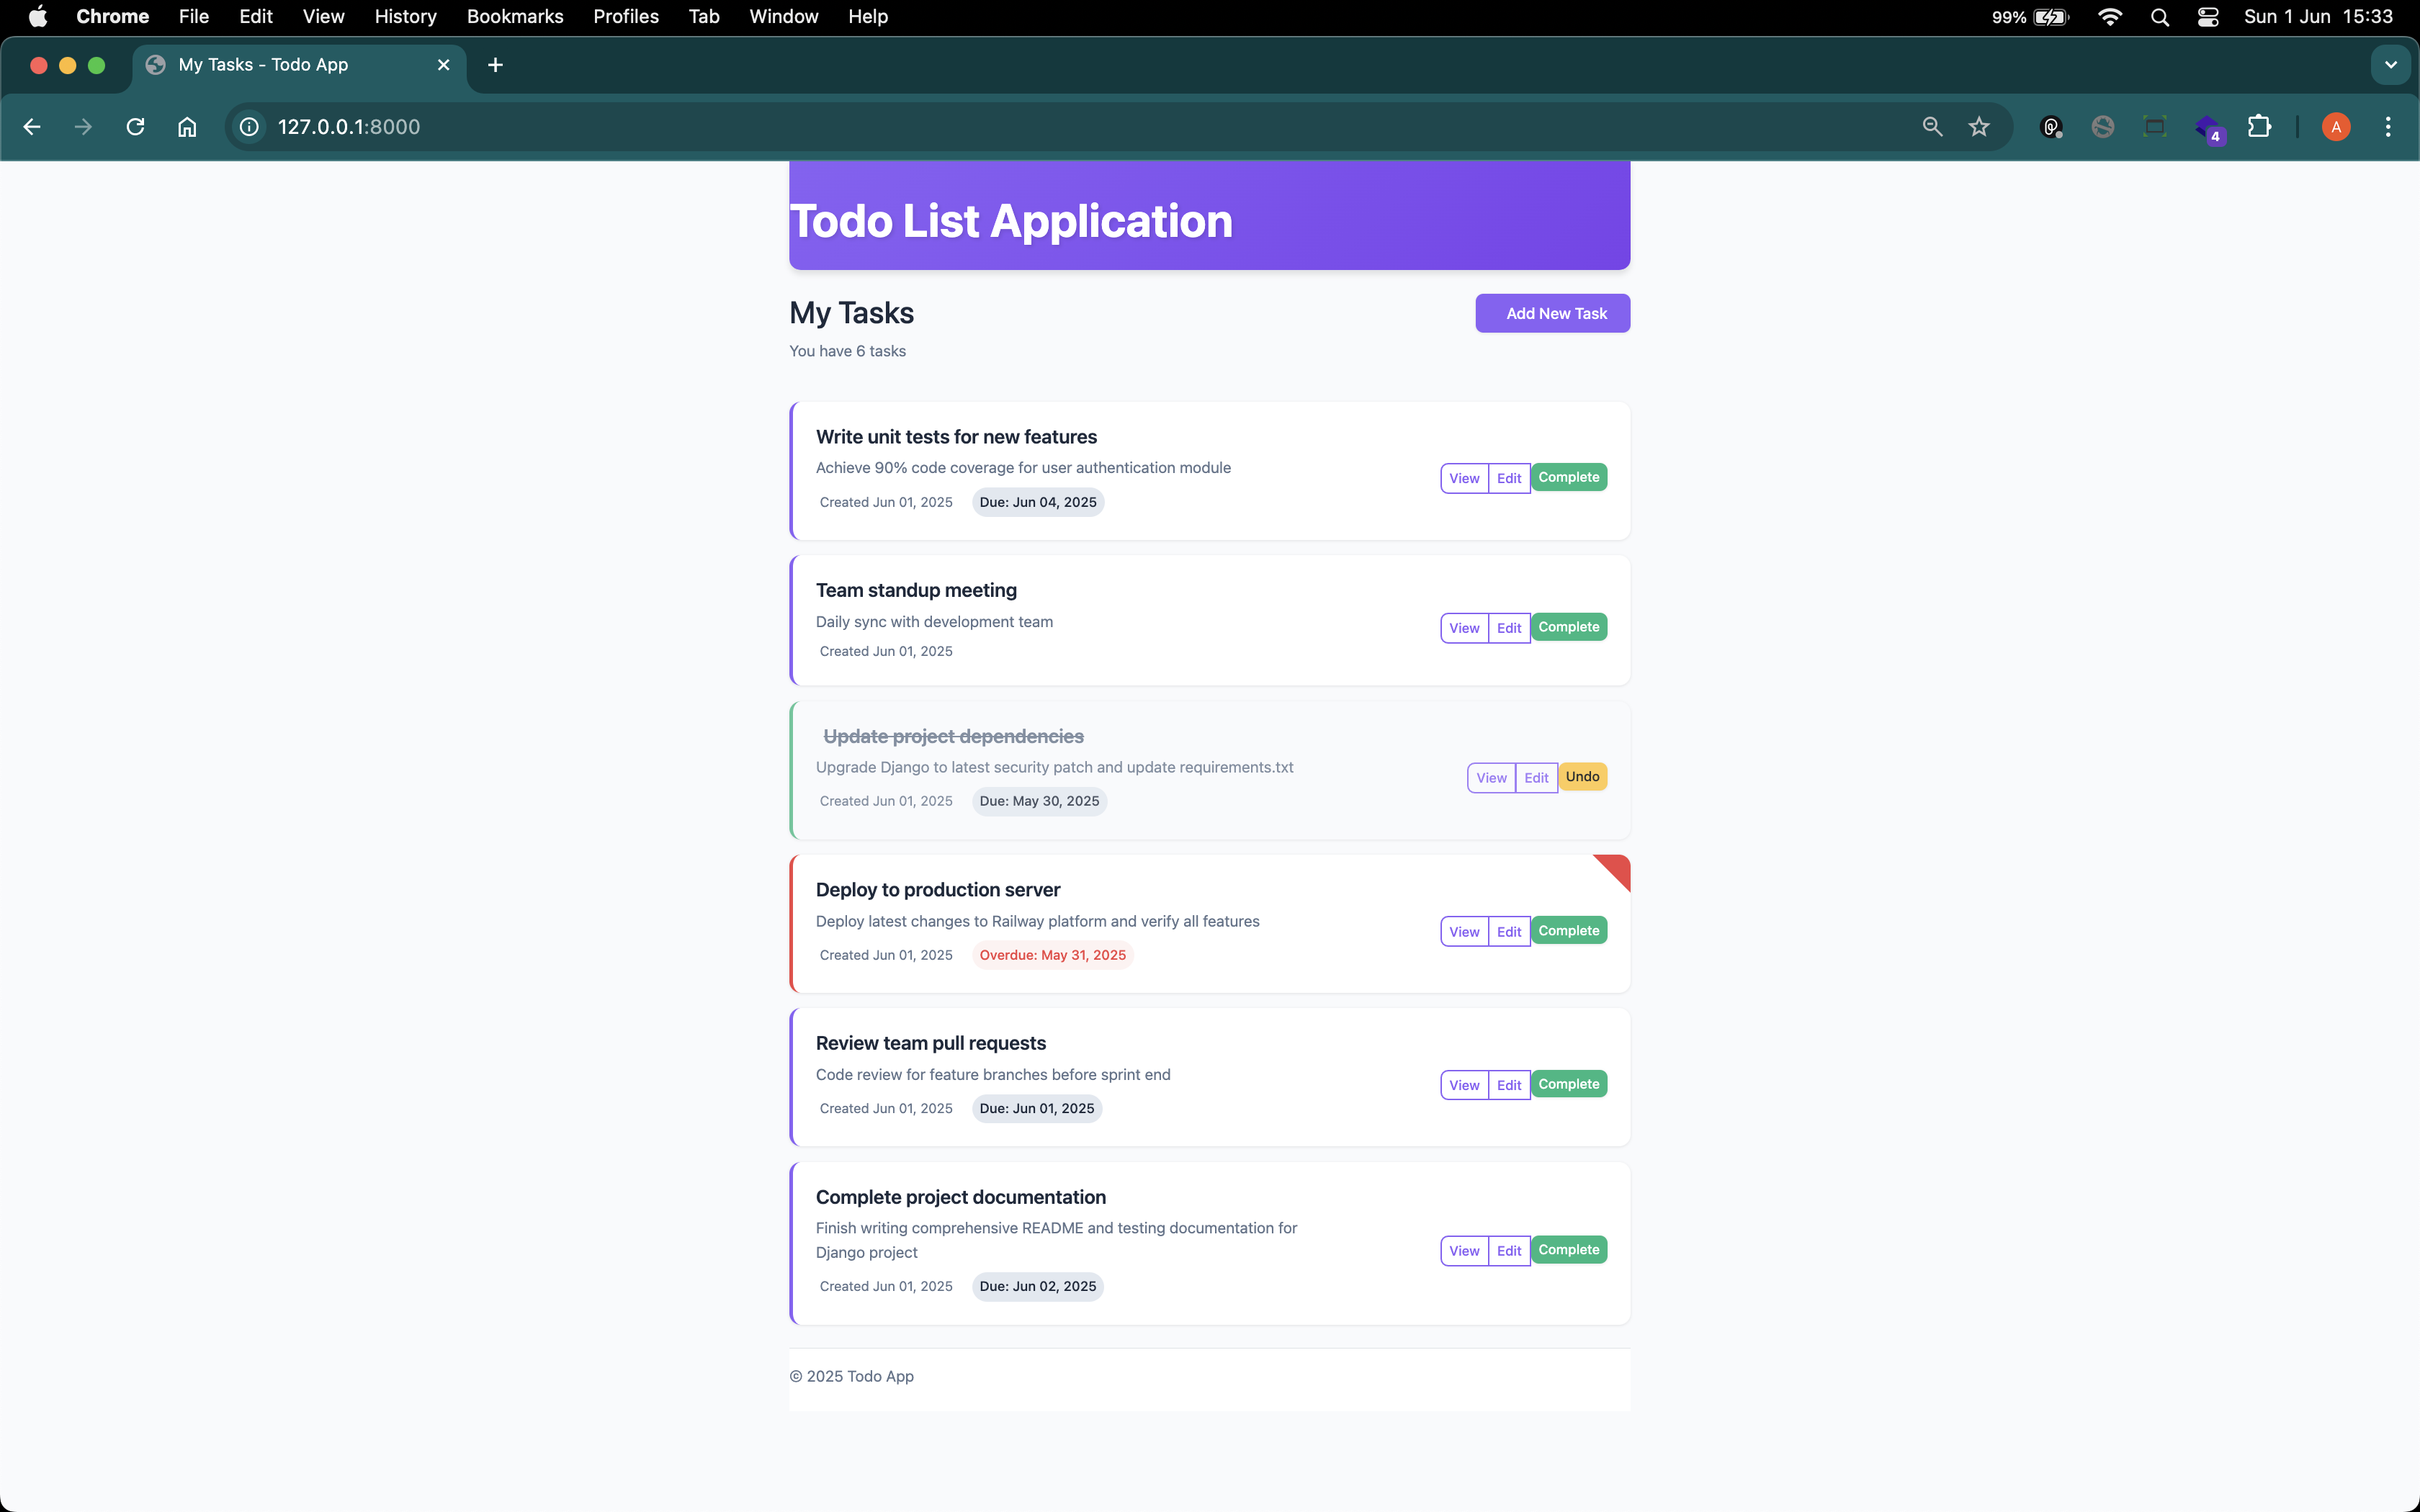 Chrome File Edit View History Bookmarks Profiles Tab Window Help 99% Sun 1 Jun 15:33
My Tasks - Todo App
127.0.0.1:8000 4 A
Todo List Application
My Tasks Add New Task
You have 6 tasks
Write unit tests for new features
Achieve 90% code coverage for user authentication module
View Edit Complete
Created Jun 01, 2025 Due: Jun 04, 2025
Team standup meeting
Daily sync with development team
View Edit Complete
Created Jun 01, 2025
Update project dependencies
Upgrade Django to latest security patch and update requirements.txt
View Edit Undo
Created Jun 01, 2025 Due: May 30, 2025
Deploy to production server
Deploy latest changes to Railway platform and verify all features
View Edit Complete
Created Jun 01, 2025 Overdue: May 31, 2025
Review team pull requests
Code review for feature branches before sprint end
View Edit Complete
Created Jun 01, 2025 Due: Jun 01, 2025
Complete project documentation
Finish writing comprehensive README and testing documentation for
Django project
View Edit Complete
Created Jun 01, 2025 Due: Jun 02, 2025
© 2025 Todo App